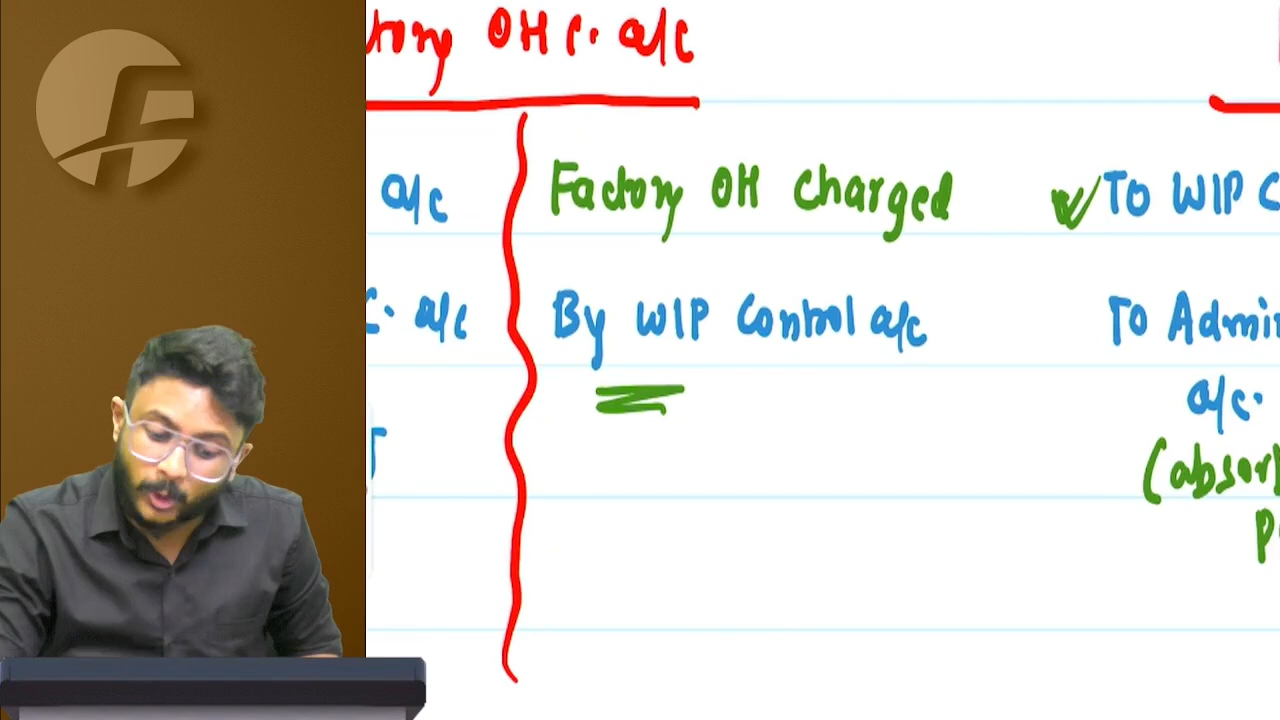 OH C. a/c
a/c
Factory OH Charged
To WIP C
C. a/c
By WIP Control a/c
To Admin
a/c.
(absor
P